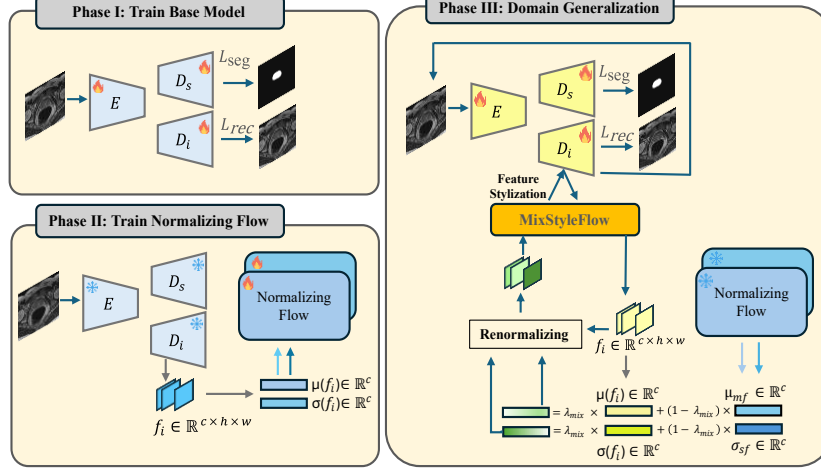 Phase I: Train Base Model
E
D_s
D_i
L_seg
L_rec
Phase II: Train Normalizing Flow
E
D_s
D_i
Normalizing
Flow
f_i ∈ ℝ^{c×h×w}
μ(f_i)∈ ℝ^c
σ(f_i)∈ ℝ^c
Phase III: Domain Generalization
E
D_s
D_i
L_seg
L_rec
Feature
Stylization
MixStyleFlow
Renormalizing
f_i ∈ ℝ^{c×h×w}
Normalizing
Flow
μ(f_i)∈ ℝ^c
μ_mf ∈ ℝ^c
= λ_mix × + (1 − λ_mix) ×
= λ_mix × + (1 − λ_mix) ×
σ(f_i)∈ ℝ^c
σ_sf ∈ ℝ^c